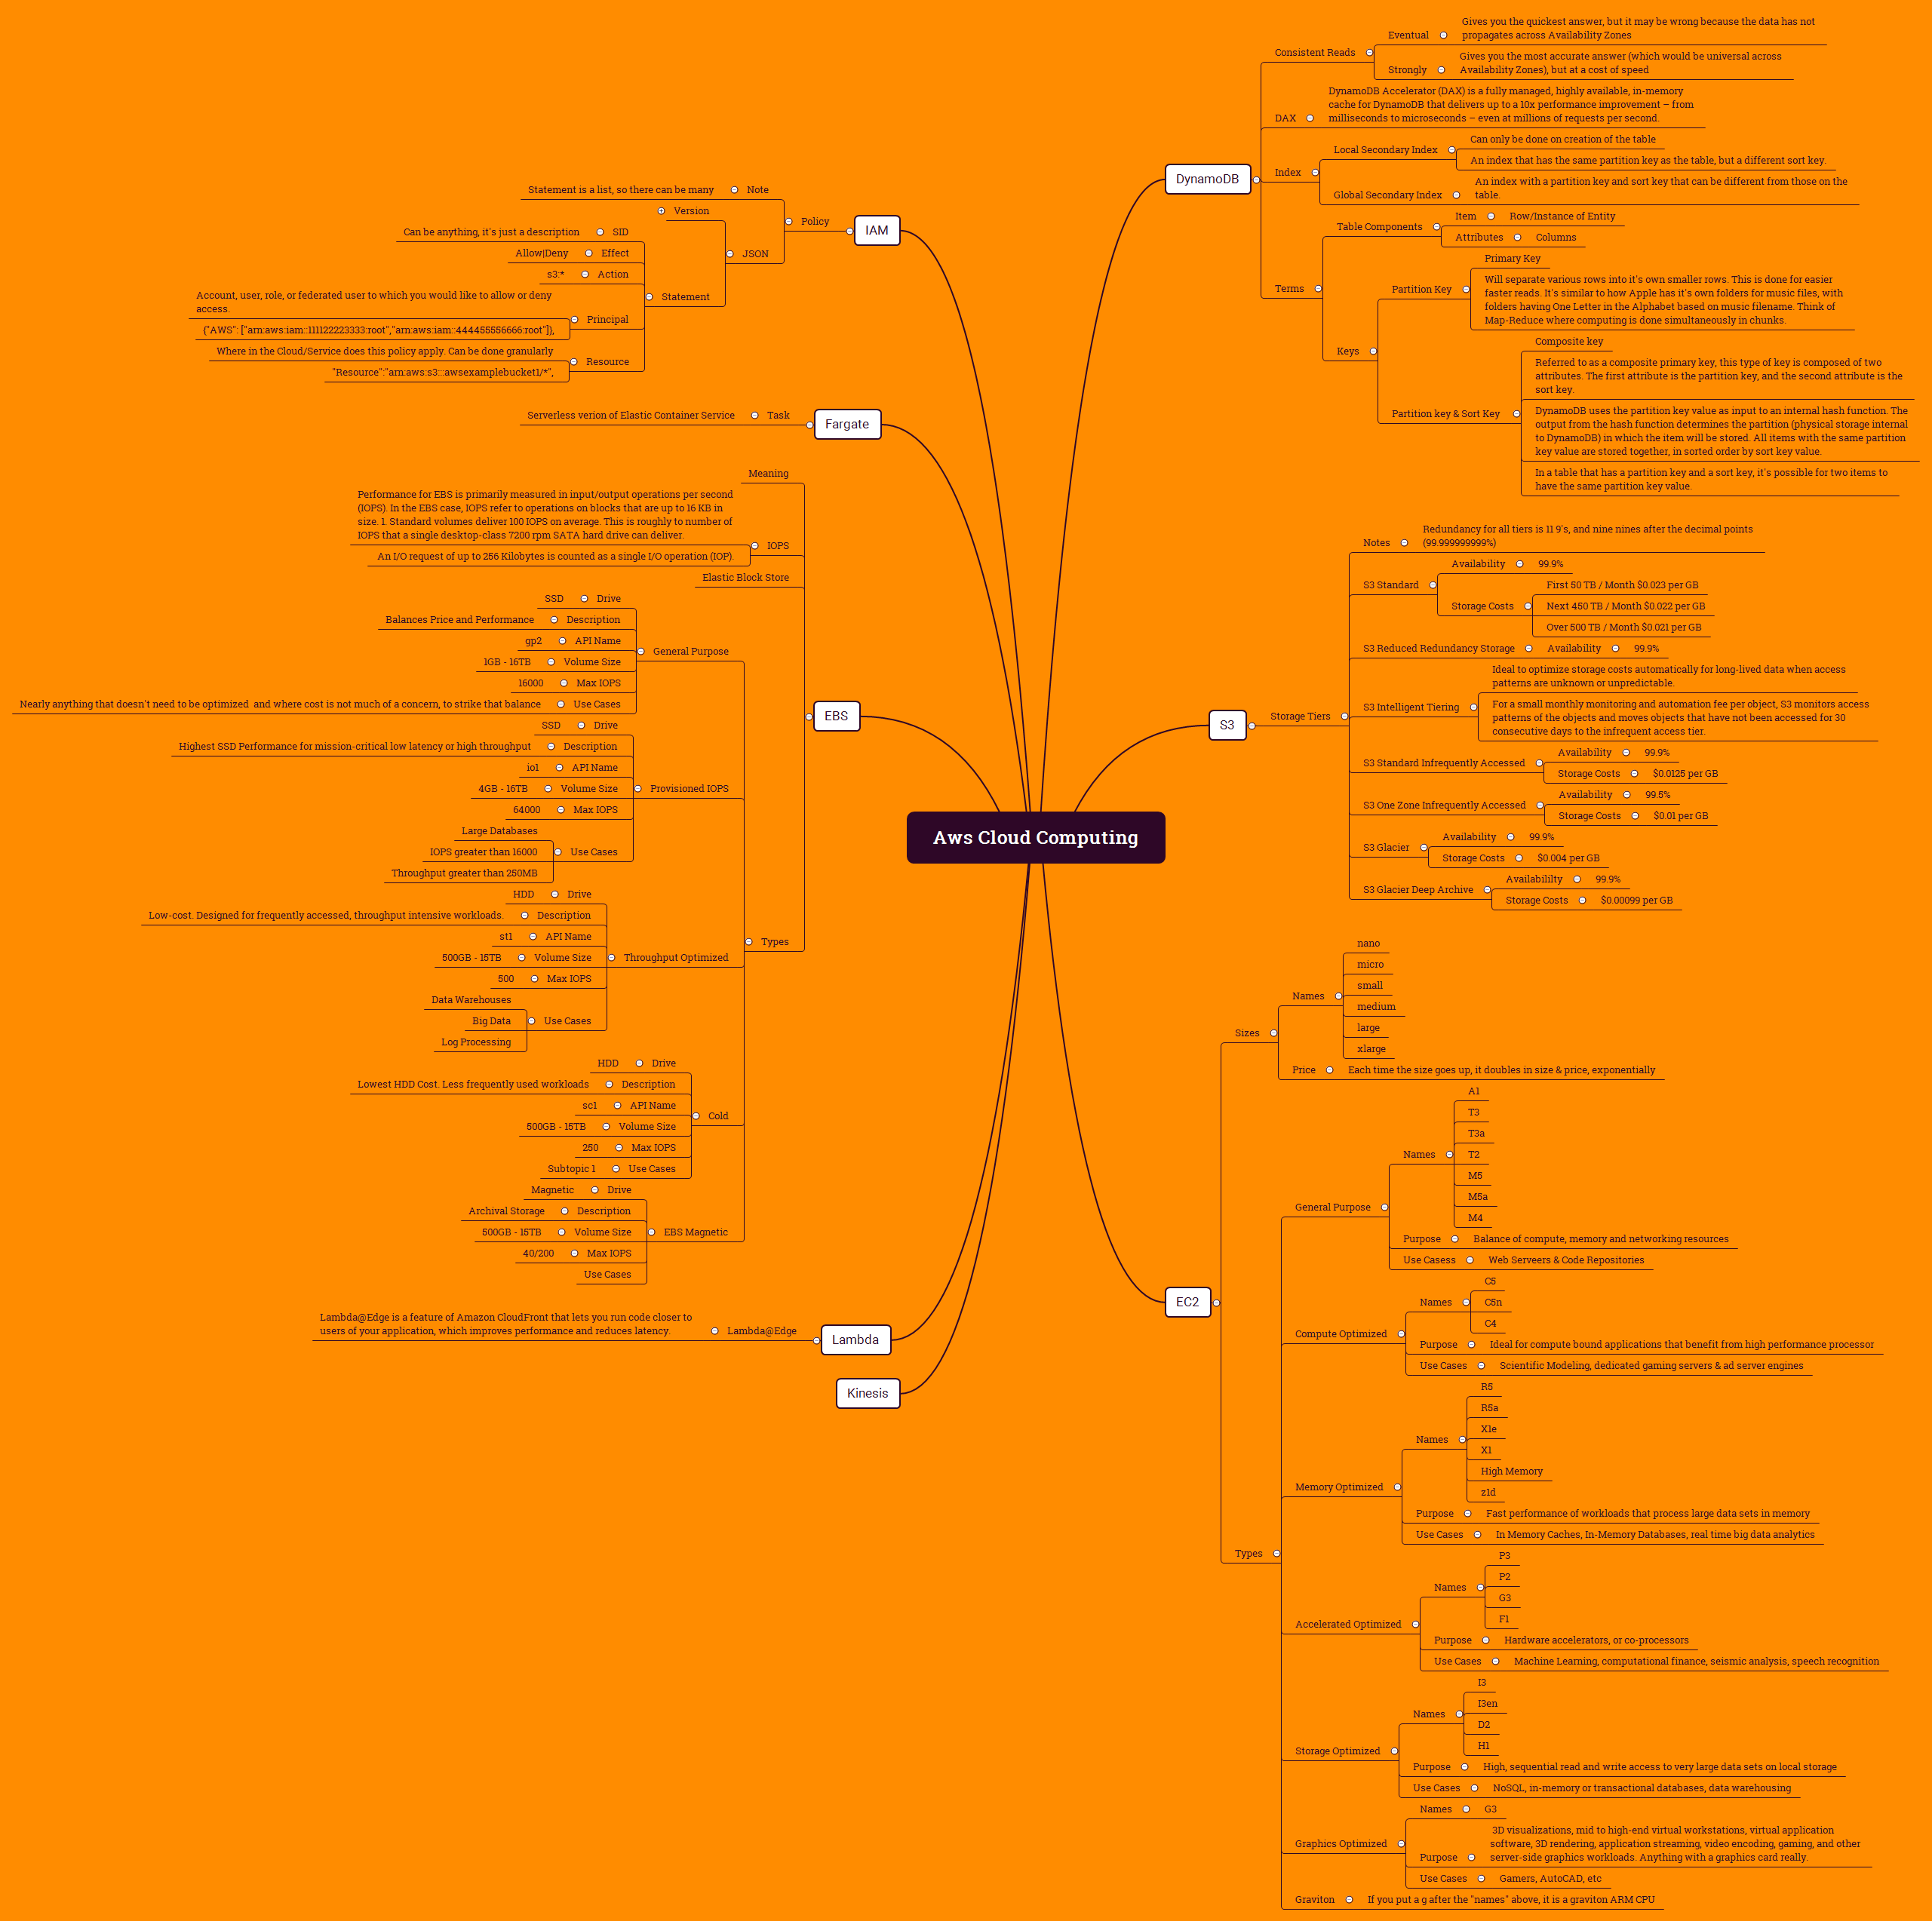 Aws Cloud Computing
DynamoDB
Consistent Reads
Eventual
Gives you the quickest answer, but it may be wrong because the data has not
propagates across Availability Zones
Strongly
Gives you the most accurate answer (which would be universal across
Availability Zones), but at a cost of speed
DAX
DynamoDB Accelerator (DAX) is a fully managed, highly available, in-memory
cache for DynamoDB that delivers up to a 10x performance improvement – from
milliseconds to microseconds – even at millions of requests per second.
Index
Local Secondary Index
Can only be done on creation of the table
An index that has the same partition key as the table, but a different sort key.
Global Secondary Index
An index with a partition key and sort key that can be different from those on the
table.
Terms
Table Components
Item
Row/Instance of Entity
Attributes
Columns
Keys
Partition Key
Primary Key
Will separate various rows into it's own smaller rows. This is done for easier
faster reads. It's similar to how Apple has it's own folders for music files, with
folders having One Letter in the Alphabet based on music filename. Think of
Map-Reduce where computing is done simultaneously in chunks.
Partition key & Sort Key
Composite key
Referred to as a composite primary key, this type of key is composed of two
attributes. The first attribute is the partition key, and the second attribute is the
sort key.
DynamoDB uses the partition key value as input to an internal hash function. The
output from the hash function determines the partition (physical storage internal
to DynamoDB) in which the item will be stored. All items with the same partition
key value are stored together, in sorted order by sort key value.
In a table that has a partition key and a sort key, it's possible for two items to
have the same partition key value.
S3
Storage Tiers
Notes
Redundancy for all tiers is 11 9's, and nine nines after the decimal points
(99.999999999%)
S3 Standard
Availability
99.9%
Storage Costs
First 50 TB / Month $0.023 per GB
Next 450 TB / Month $0.022 per GB
Over 500 TB / Month $0.021 per GB
S3 Reduced Redundancy Storage
Availability
99.9%
S3 Intelligent Tiering
Ideal to optimize storage costs automatically for long-lived data when access
patterns are unknown or unpredictable.
For a small monthly monitoring and automation fee per object, S3 monitors access
patterns of the objects and moves objects that have not been accessed for 30
consecutive days to the infrequent access tier.
S3 Standard Infrequently Accessed
Availability
99.9%
Storage Costs
$0.0125 per GB
S3 One Zone Infrequently Accessed
Availability
99.5%
Storage Costs
$0.01 per GB
S3 Glacier
Availability
99.9%
Storage Costs
$0.004 per GB
S3 Glacier Deep Archive
Availabililty
99.9%
Storage Costs
$0.00099 per GB
EC2
Sizes
Names
nano
micro
small
medium
large
xlarge
Price
Each time the size goes up, it doubles in size & price, exponentially
Types
General Purpose
Names
A1
T3
T3a
T2
M5
M5a
M4
Purpose
Balance of compute, memory and networking resources
Use Casess
Web Serveers & Code Repositories
Compute Optimized
Names
C5
C5n
C4
Purpose
Ideal for compute bound applications that benefit from high performance processor
Use Cases
Scientific Modeling, dedicated gaming servers & ad server engines
Memory Optimized
Names
R5
R5a
X1e
X1
High Memory
z1d
Purpose
Fast performance of workloads that process large data sets in memory
Use Cases
In Memory Caches, In-Memory Databases, real time big data analytics
Accelerated Optimized
Names
P3
P2
G3
F1
Purpose
Hardware accelerators, or co-processors
Use Cases
Machine Learning, computational finance, seismic analysis, speech recognition
Storage Optimized
Names
I3
I3en
D2
H1
Purpose
High, sequential read and write access to very large data sets on local storage
Use Cases
NoSQL, in-memory or transactional databases, data warehousing
Graphics Optimized
Names
G3
Purpose
3D visualizations, mid to high-end virtual workstations, virtual application
software, 3D rendering, application streaming, video encoding, gaming, and other
server-side graphics workloads. Anything with a graphics card really.
Use Cases
Gamers, AutoCAD, etc
Graviton
If you put a g after the "names" above, it is a graviton ARM CPU
IAM
Policy
Note
Statement is a list, so there can be many
JSON
Version
Statement
SID
Can be anything, it's just a description
Effect
Allow|Deny
Action
s3:*
Principal
Account, user, role, or federated user to which you would like to allow or deny
access.
{"AWS": ["arn:aws:iam::111122223333:root","arn:aws:iam::444455556666:root"]},
Resource
Where in the Cloud/Service does this policy apply. Can be done granularly
"Resource":"arn:aws:s3:::awsexamplebucket1/*",
Fargate
Task
Serverless verion of Elastic Container Service
EBS
Meaning
IOPS
Performance for EBS is primarily measured in input/output operations per second
(IOPS). In the EBS case, IOPS refer to operations on blocks that are up to 16 KB in
size. 1. Standard volumes deliver 100 IOPS on average. This is roughly to number of
IOPS that a single desktop-class 7200 rpm SATA hard drive can deliver.
An I/O request of up to 256 Kilobytes is counted as a single I/O operation (IOP).
Elastic Block Store
Types
General Purpose
Drive
SSD
Description
Balances Price and Performance
API Name
gp2
Volume Size
1GB - 16TB
Max IOPS
16000
Use Cases
Nearly anything that doesn't need to be optimized and where cost is not much of a concern, to strike that balance
Provisioned IOPS
Drive
SSD
Description
Highest SSD Performance for mission-critical low latency or high throughput
API Name
io1
Volume Size
4GB - 16TB
Max IOPS
64000
Use Cases
Large Databases
IOPS greater than 16000
Throughput greater than 250MB
Throughput Optimized
Drive
HDD
Description
Low-cost. Designed for frequently accessed, throughput intensive workloads.
API Name
st1
Volume Size
500GB - 15TB
Max IOPS
500
Use Cases
Data Warehouses
Big Data
Log Processing
Cold
Drive
HDD
Description
Lowest HDD Cost. Less frequently used workloads
API Name
sc1
Volume Size
500GB - 15TB
Max IOPS
250
Use Cases
Subtopic 1
EBS Magnetic
Drive
Magnetic
Description
Archival Storage
Volume Size
500GB - 15TB
Max IOPS
40/200
Use Cases
Lambda
Lambda@Edge
Lambda@Edge is a feature of Amazon CloudFront that lets you run code closer to
users of your application, which improves performance and reduces latency.
Kinesis